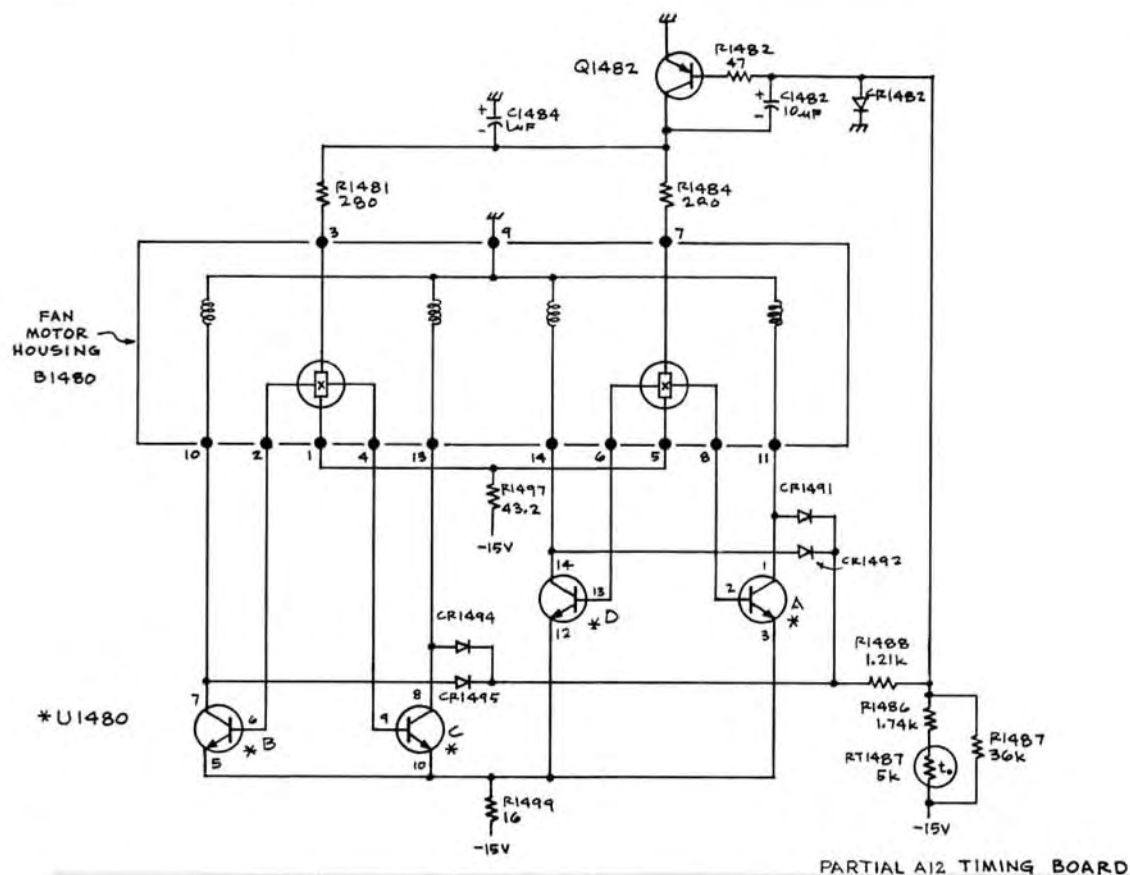 Q1482
R1482
47
C1482
10µF
+
-
CR1482
+
-
C1484
1µF
R1481
280
R1484
280
3
9
7
FAN
MOTOR
HOUSING
B1480
X
X
10
2
1
4
13
14
6
5
8
11
R1497
43.2
-15V
CR1491
CR1492
14
13
12
* D
1
2
3
A
*
CR1494
CR1495
R1488
1.21k
* U1480
7
6
5
* B
8
9
10
C
*
R1486
1.74k
RT1487
5k
t°
R1487
36k
R1499
16
-15V
-15V
PARTIAL A12 TIMING BOARD